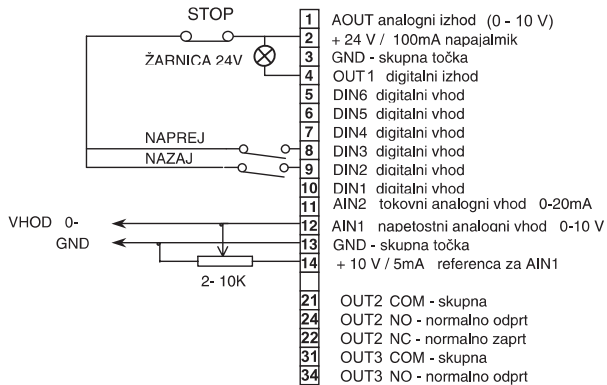 STOP
ŽARNICA 24V
NAPREJ
NAZAJ
VHOD 0-
GND
2- 10K
1 AOUT analogni izhod (0 - 10 V)
2 + 24 V / 100mA napajalmik
3 GND - skupna točka
4 OUT1 digitalni izhod
5 DIN6 digitalni vhod
6 DIN5 digitalni vhod
7 DIN4 digitalni vhod
8 DIN3 digitalni vhod
9 DIN2 digitalni vhod
10 DIN1 digitalni vhod
11 AIN2 tokovni analogni vhod 0-20mA
12 AIN1 napetostni analogni vhod 0-10 V
13 GND - skupna točka
14 + 10 V / 5mA referenca za AIN1
21 OUT2 COM - skupna
24 OUT2 NO - normalno odprt
22 OUT2 NC - normalno zaprt
31 OUT3 COM - skupna
34 OUT3 NO - normalno odprt